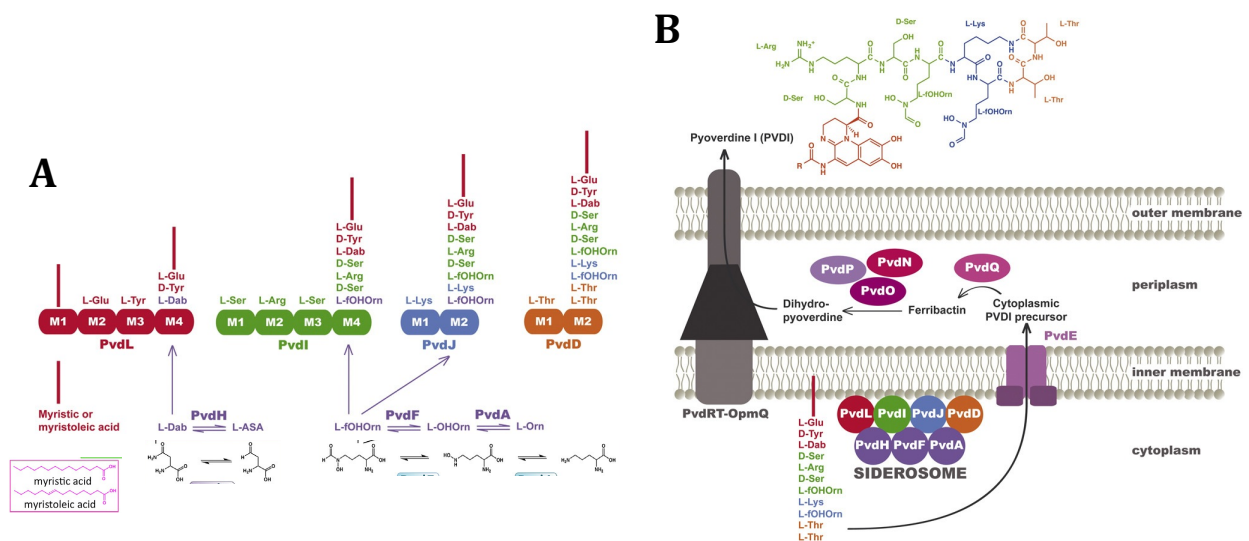 A
L-Glu
D-Tyr
L-Dab
L-Glu
L-Tyr
M1
M2
M3
M4
PvdL
L-Glu
D-Tyr
L-Dab
D-Ser
L-Arg
D-Ser
L-fOHOrn
L-Ser
L-Arg
L-Ser
M1
M2
M3
M4
PvdI
L-Glu
D-Tyr
L-Dab
D-Ser
L-Arg
D-Ser
L-fOHOrn
L-Lys
L-fOHOrn
L-Lys
M1
M2
PvdJ
L-Glu
D-Tyr
L-Dab
D-Ser
L-Arg
D-Ser
L-fOHOrn
L-Lys
L-fOHOrn
L-Thr
L-Thr
L-Thr
M1
M2
PvdD
Myristic or
myristoleic acid
PvdH
L-Dab
L-ASA
PvdF
PvdA
L-fOHOrn
L-OHOrn
L-Orn
myristic acid
myristoleic acid
B
L-Arg
D-Ser
D-Ser
L-fOHOrn
L-Lys
L-fOHOrn
L-Thr
L-Thr
Pyoverdine I (PVDI)
outer membrane
PvdP
PvdN
PvdO
PvdQ
periplasm
Dihydro-
pyoverdine
Ferribactin
Cytoplasmic
PVDI precursor
PvdE
inner membrane
PvdRT-OpmQ
PvdL
PvdI
PvdJ
PvdD
PvdH
PvdF
PvdA
SIDEROSOME
cytoplasm
L-Glu
D-Tyr
L-Dab
D-Ser
L-Arg
D-Ser
L-fOHOrn
L-Lys
L-fOHOrn
L-Thr
L-Thr